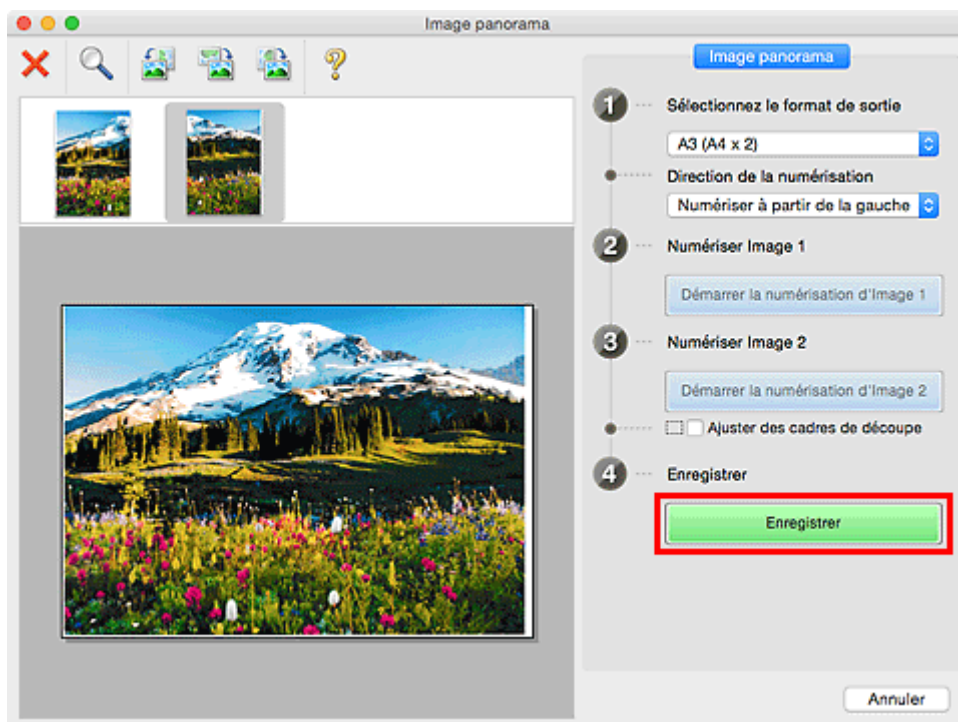 Image panorama
Image panorama
1
Sélectionnez le format de sortie
A3 (A4 x 2)
Direction de la numérisation
Numériser à partir de la gauche
2
Numériser Image 1
Démarrer la numérisation d'Image 1
3
Numériser Image 2
Démarrer la numérisation d'Image 2
Ajuster des cadres de découpe
4
Enregistrer
Enregistrer
Annuler